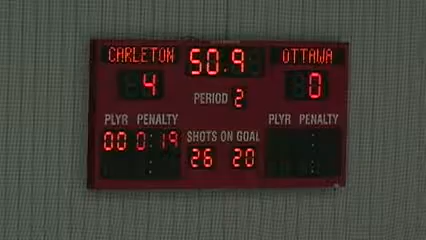 CARLETON 50.9 OTTAWA
4 0
PERIOD 2
PLYR PENALTY PLYR PENALTY
00 0:19 SHOTS ON GOAL
26 20